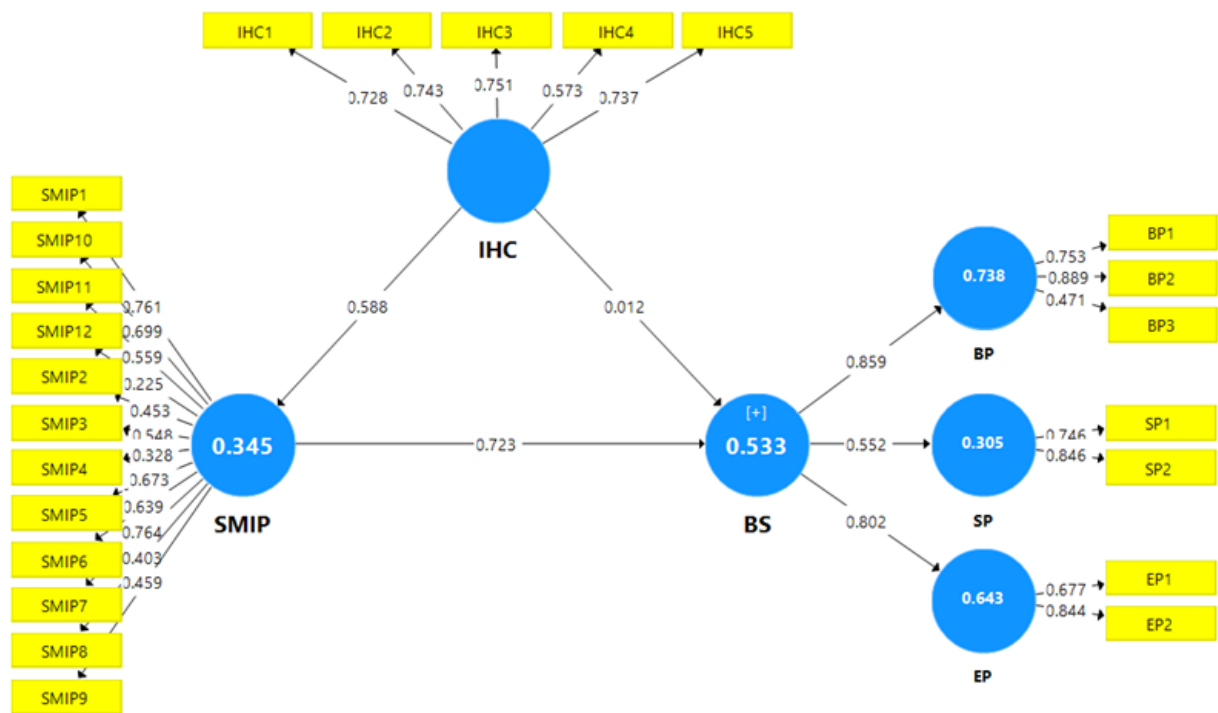 IHC1 IHC2 IHC3 IHC4 IHC5
0.728 0.743 0.751 0.573 0.737
IHC
SMIP1
SMIP10
SMIP11
SMIP12
SMIP2
SMIP3
SMIP4
SMIP5
SMIP6
SMIP7
SMIP8
SMIP9
0.761
0.699
0.559
0.225
0.453
0.548
0.328
0.673
0.639
0.764
0.403
0.459
0.588
0.012
0.345
SMIP
0.723
[+]
0.533
BS
0.859
0.552
0.802
0.738
BP
0.753
0.889
0.471
BP1
BP2
BP3
0.305
SP
0.746
0.846
SP1
SP2
0.643
EP
0.677
0.844
EP1
EP2